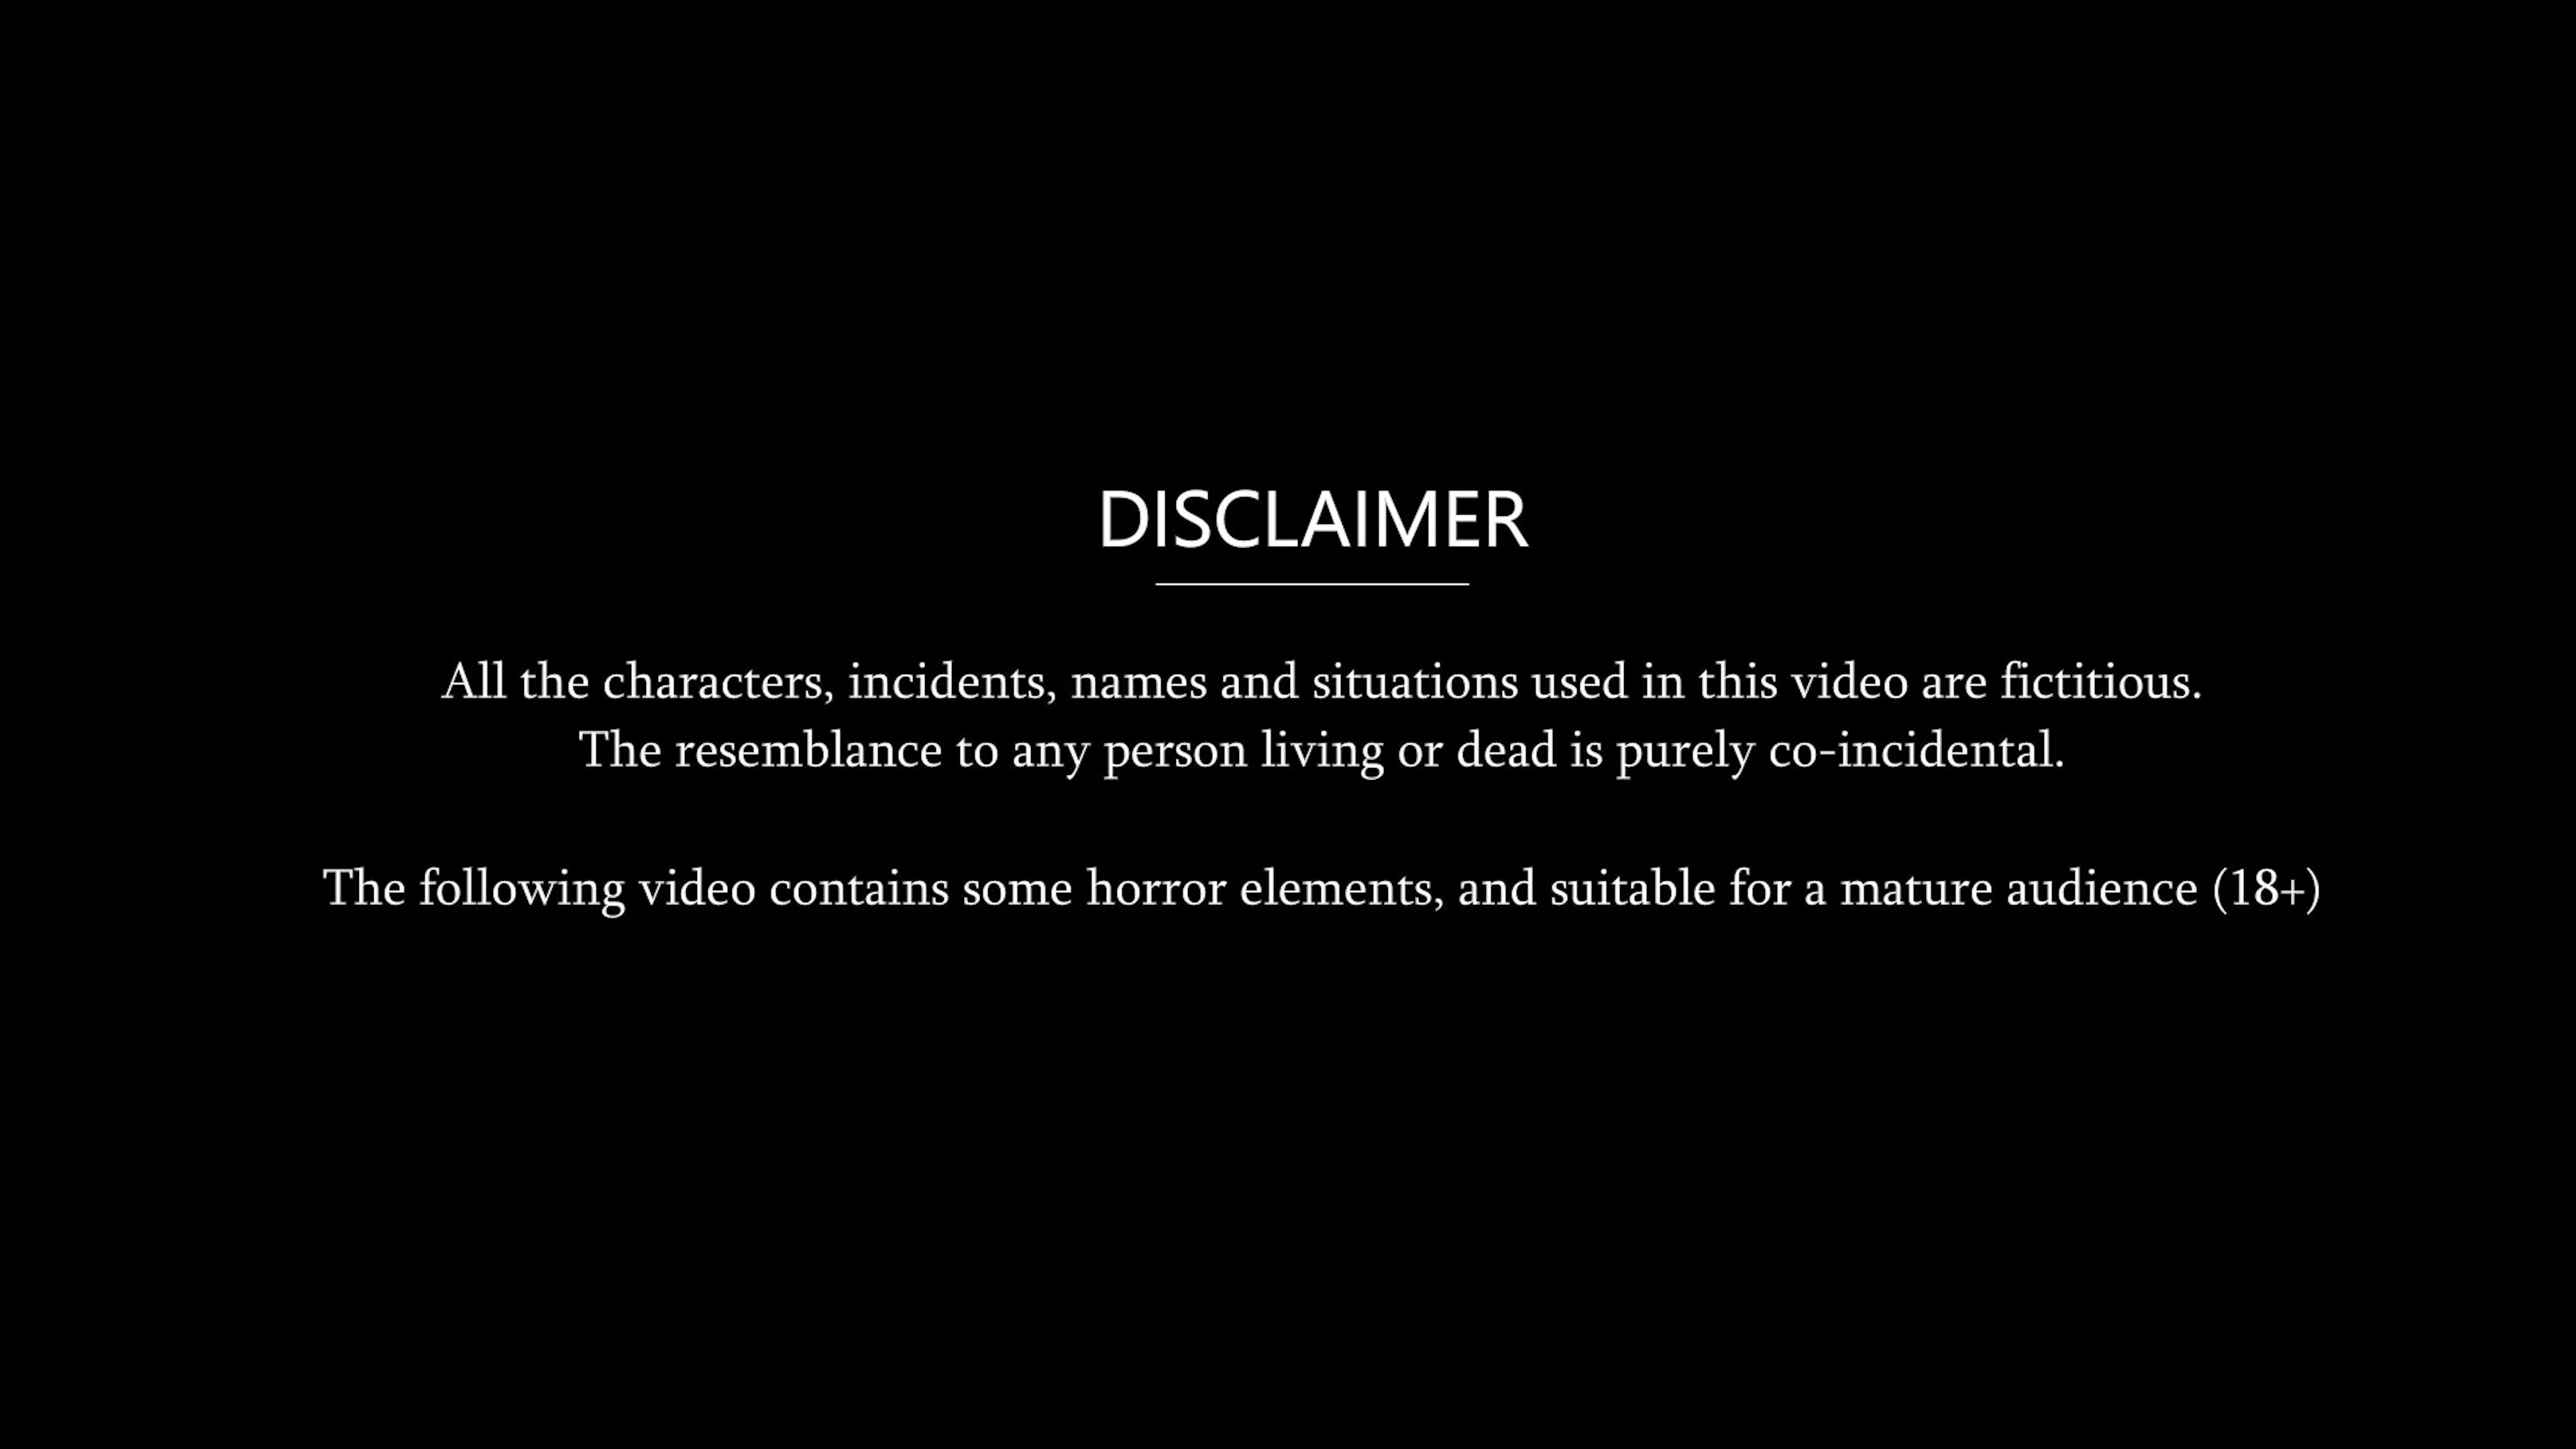 DISCLAIMER
All the characters, incidents, names and situations used in this video are fictitious.
The resemblance to any person living or dead is purely co-incidental.
The following video contains some horror elements, and suitable for a mature audience (18+)